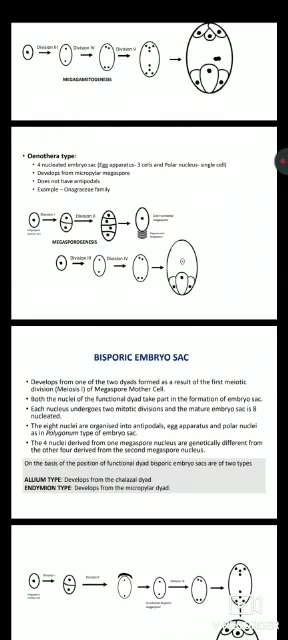 Division III
Division IV
Division V
MEGAGAMETOGENESIS
• Oenothera type:
• 4 nucleated embryo sac (Egg apparatus- 3 cells and Polar nucleus- single cell)
• Develops from micropylar megaspore
• Does not have antipodals
• Example – Onagraceae family
Division I
Division II
MEGASPOROGENESIS
Division III
Division IV
BISPORIC EMBRYO SAC
• Develops from one of the two dyads formed as a result of the first meiotic
division (Meiosis I) of Megaspore Mother Cell.
• Both the nuclei of the functional dyad take part in the formation of embryo sac.
• Each nucleus undergoes two mitotic divisions and the mature embryo sac is 8
nucleated.
• The eight nuclei are organised into antipodals, egg apparatus and polar nuclei
as in Polygonum type of embryo sac.
• The 4 nuclei derived from one megaspore nucleus are genetically different from
the other four derived from the second megaspore nucleus.
On the basis of the position of functional dyad bisporic embryo sacs are of two types
ALLIUM TYPE: Develops from the chalazal dyad
ENDYMION TYPE: Develops from the micropylar dyad.
Division I
Division II
Division III